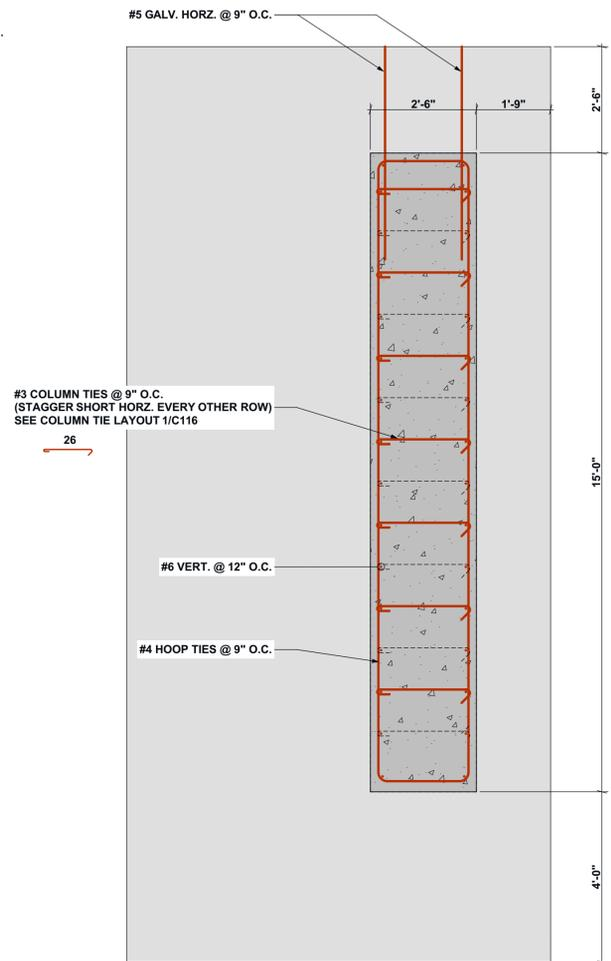 #5 GALV. HORZ. @ 9" O.C.
2'-6"
1'-9"
2'-6"
#3 COLUMN TIES @ 9" O.C.
(STAGGER SHORT HORZ. EVERY OTHER ROW)
SEE COLUMN TIE LAYOUT 1/C116
26
15'-0"
#6 VERT. @ 12" O.C.
#4 HOOP TIES @ 9" O.C.
4'-0"